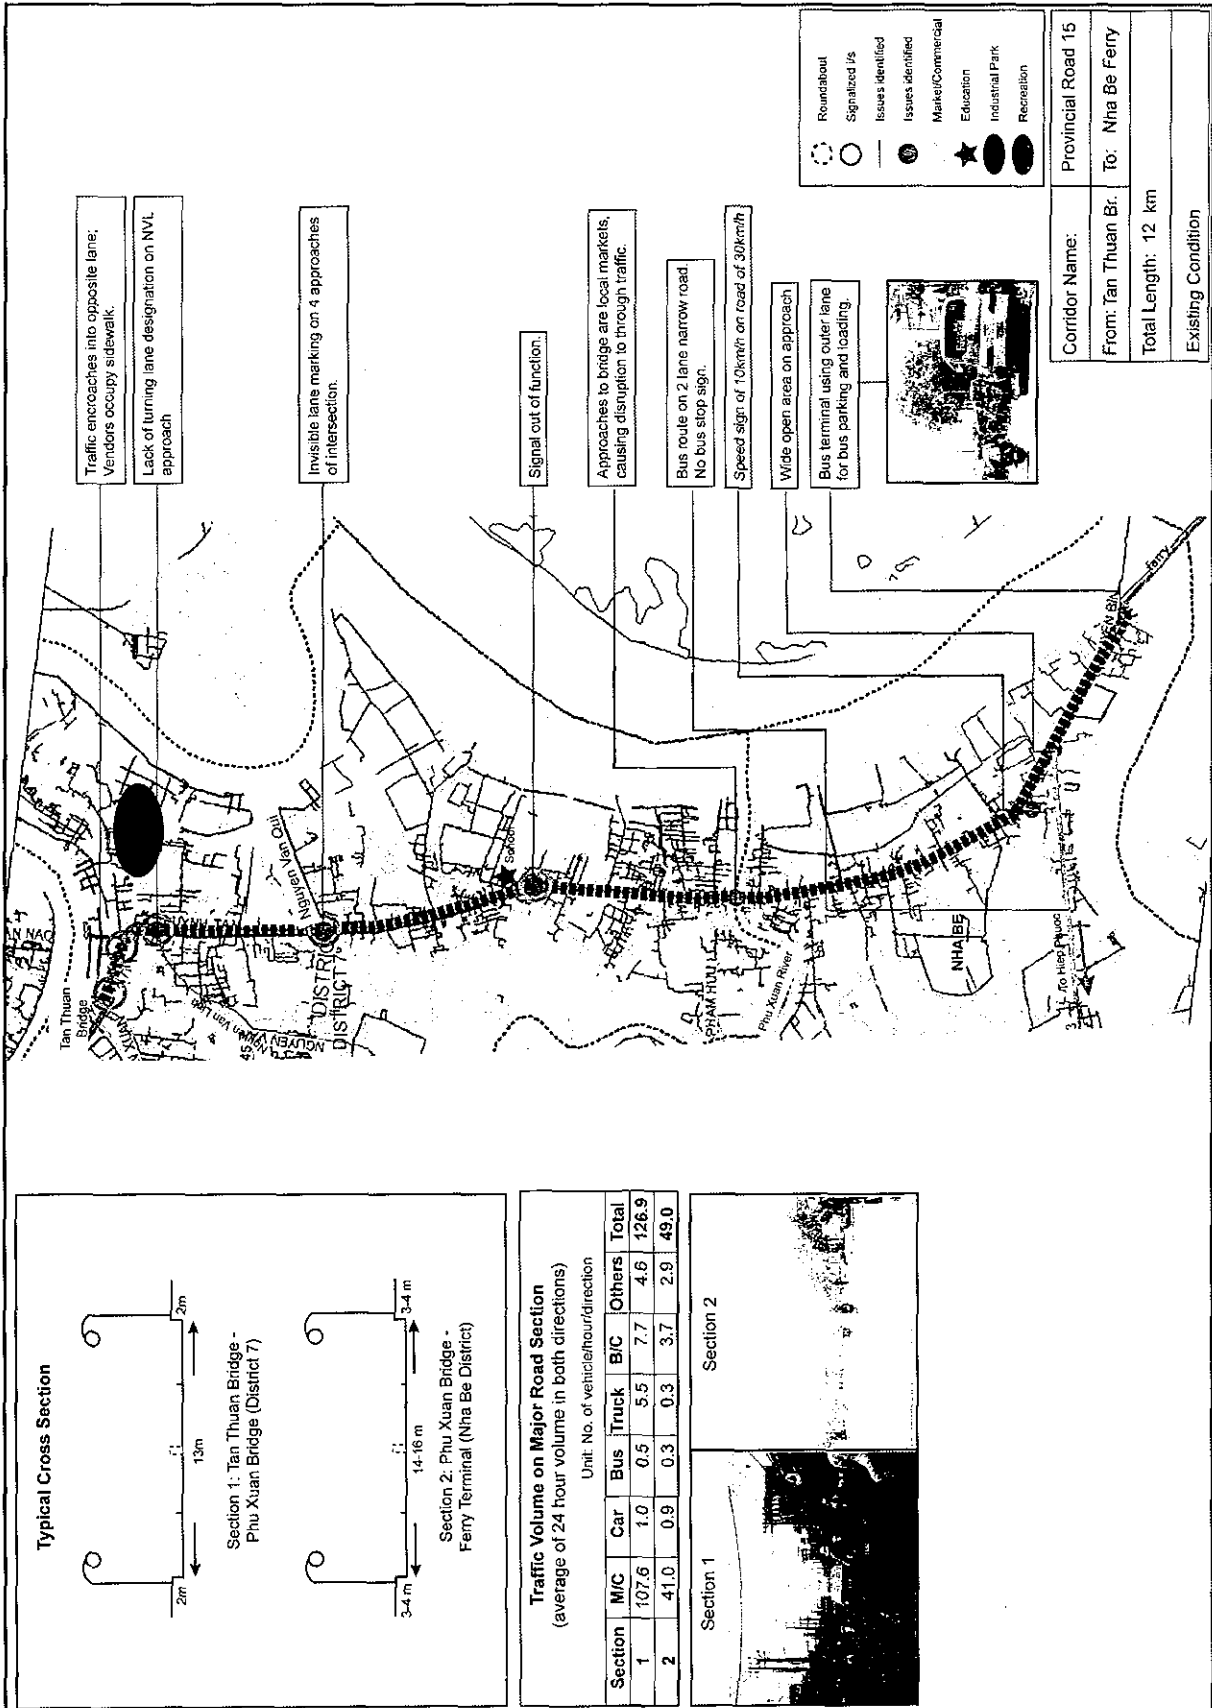 Typical Cross Section
2m
13m
2m
Section 1: Tan Thuan Bridge -
Phu Xuan Bridge (District 7)
3-4 m
14-16 m
3-4 m
Section 2: Phu Xuan Bridge -
Ferry Terminal (Nha Be District)
Traffic Volume on Major Road Section
(average of 24 hour volume in both directions)
Unit: No. of vehicle/hour/direction
Section M/C Car Bus Truck B/C Others Total
1 107.6 1.0 0.5 5.5 7.7 4.6 126.9
2 41.0 0.9 0.3 0.3 3.7 2.9 49.0
Section 1
Section 2
Tan Thuan
Bridge
Nguyen Van Linh
NGUYEN V
45
DISTRICT 7
DISTRICT 7
Nguyen Van Quil
School
PHAM HUU
Phu Xuan River
NHA BE
To Hiep Phuoc
ferry
Traffic encroaches into opposite lane;
Vendors occupy sidewalk.
Lack of turning lane designation on NVL
approach
Invisible lane marking on 4 approaches
of intersection.
Signal out of function.
Approaches to bridge are local markets,
causing disruption to through traffic.
Bus route on 2 lane narrow road.
No bus stop sign.
Speed sign of 10km/h on road of 30km/h
Wide open area on approach
Bus terminal using outer lane
for bus parking and loading.
Roundabout
Signalized I/s
Issues identified
Issues identified
Market/Commercial
Education
Industrial Park
Recreation
Corridor Name: Provincial Road 15
From: Tan Thuan Br. To: Nha Be Ferry
Total Length: 12 km
Existing Condition